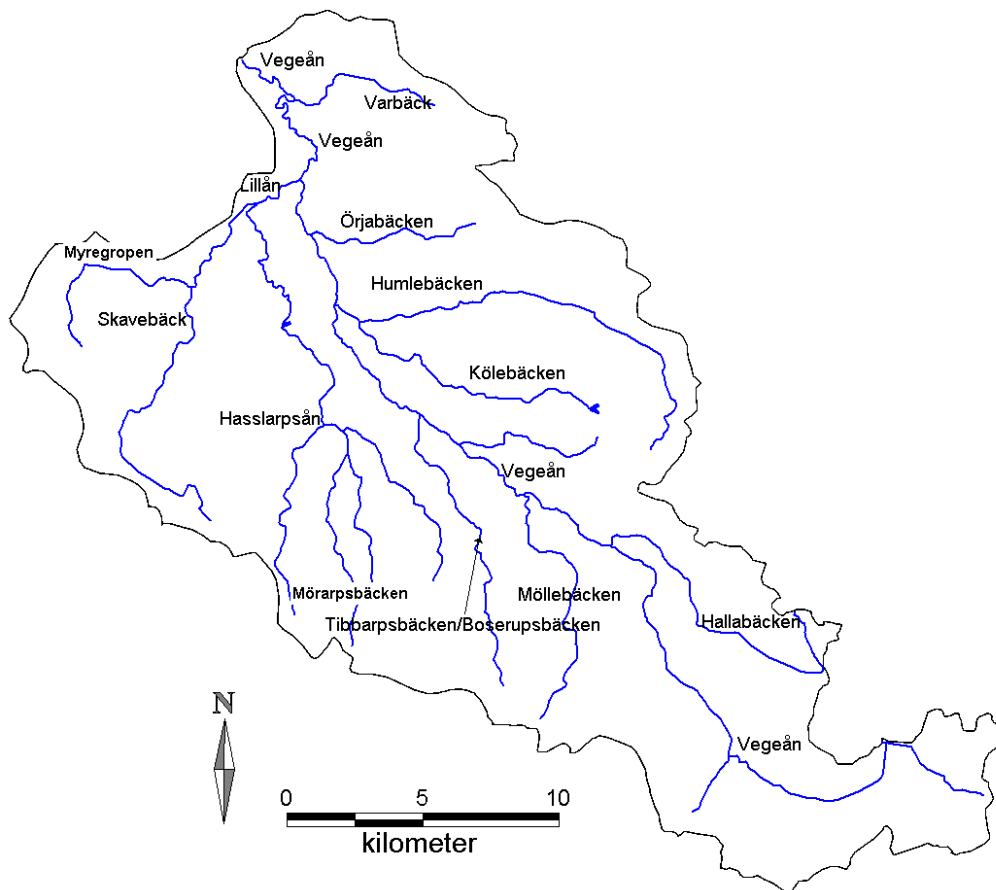 Vegeån
Varbäck
Vegeån
Lillån
Örjabäcken
Myregropen
Humlebäcken
Skavebäck
Kölebäcken
Hasslarpsån
Vegeån
Mörarpsbäcken
Möllebäcken
Tibbarpsbäcken/Boserupsbäcken
Hallabäcken
N
Vegeån
0 5 10
kilometer